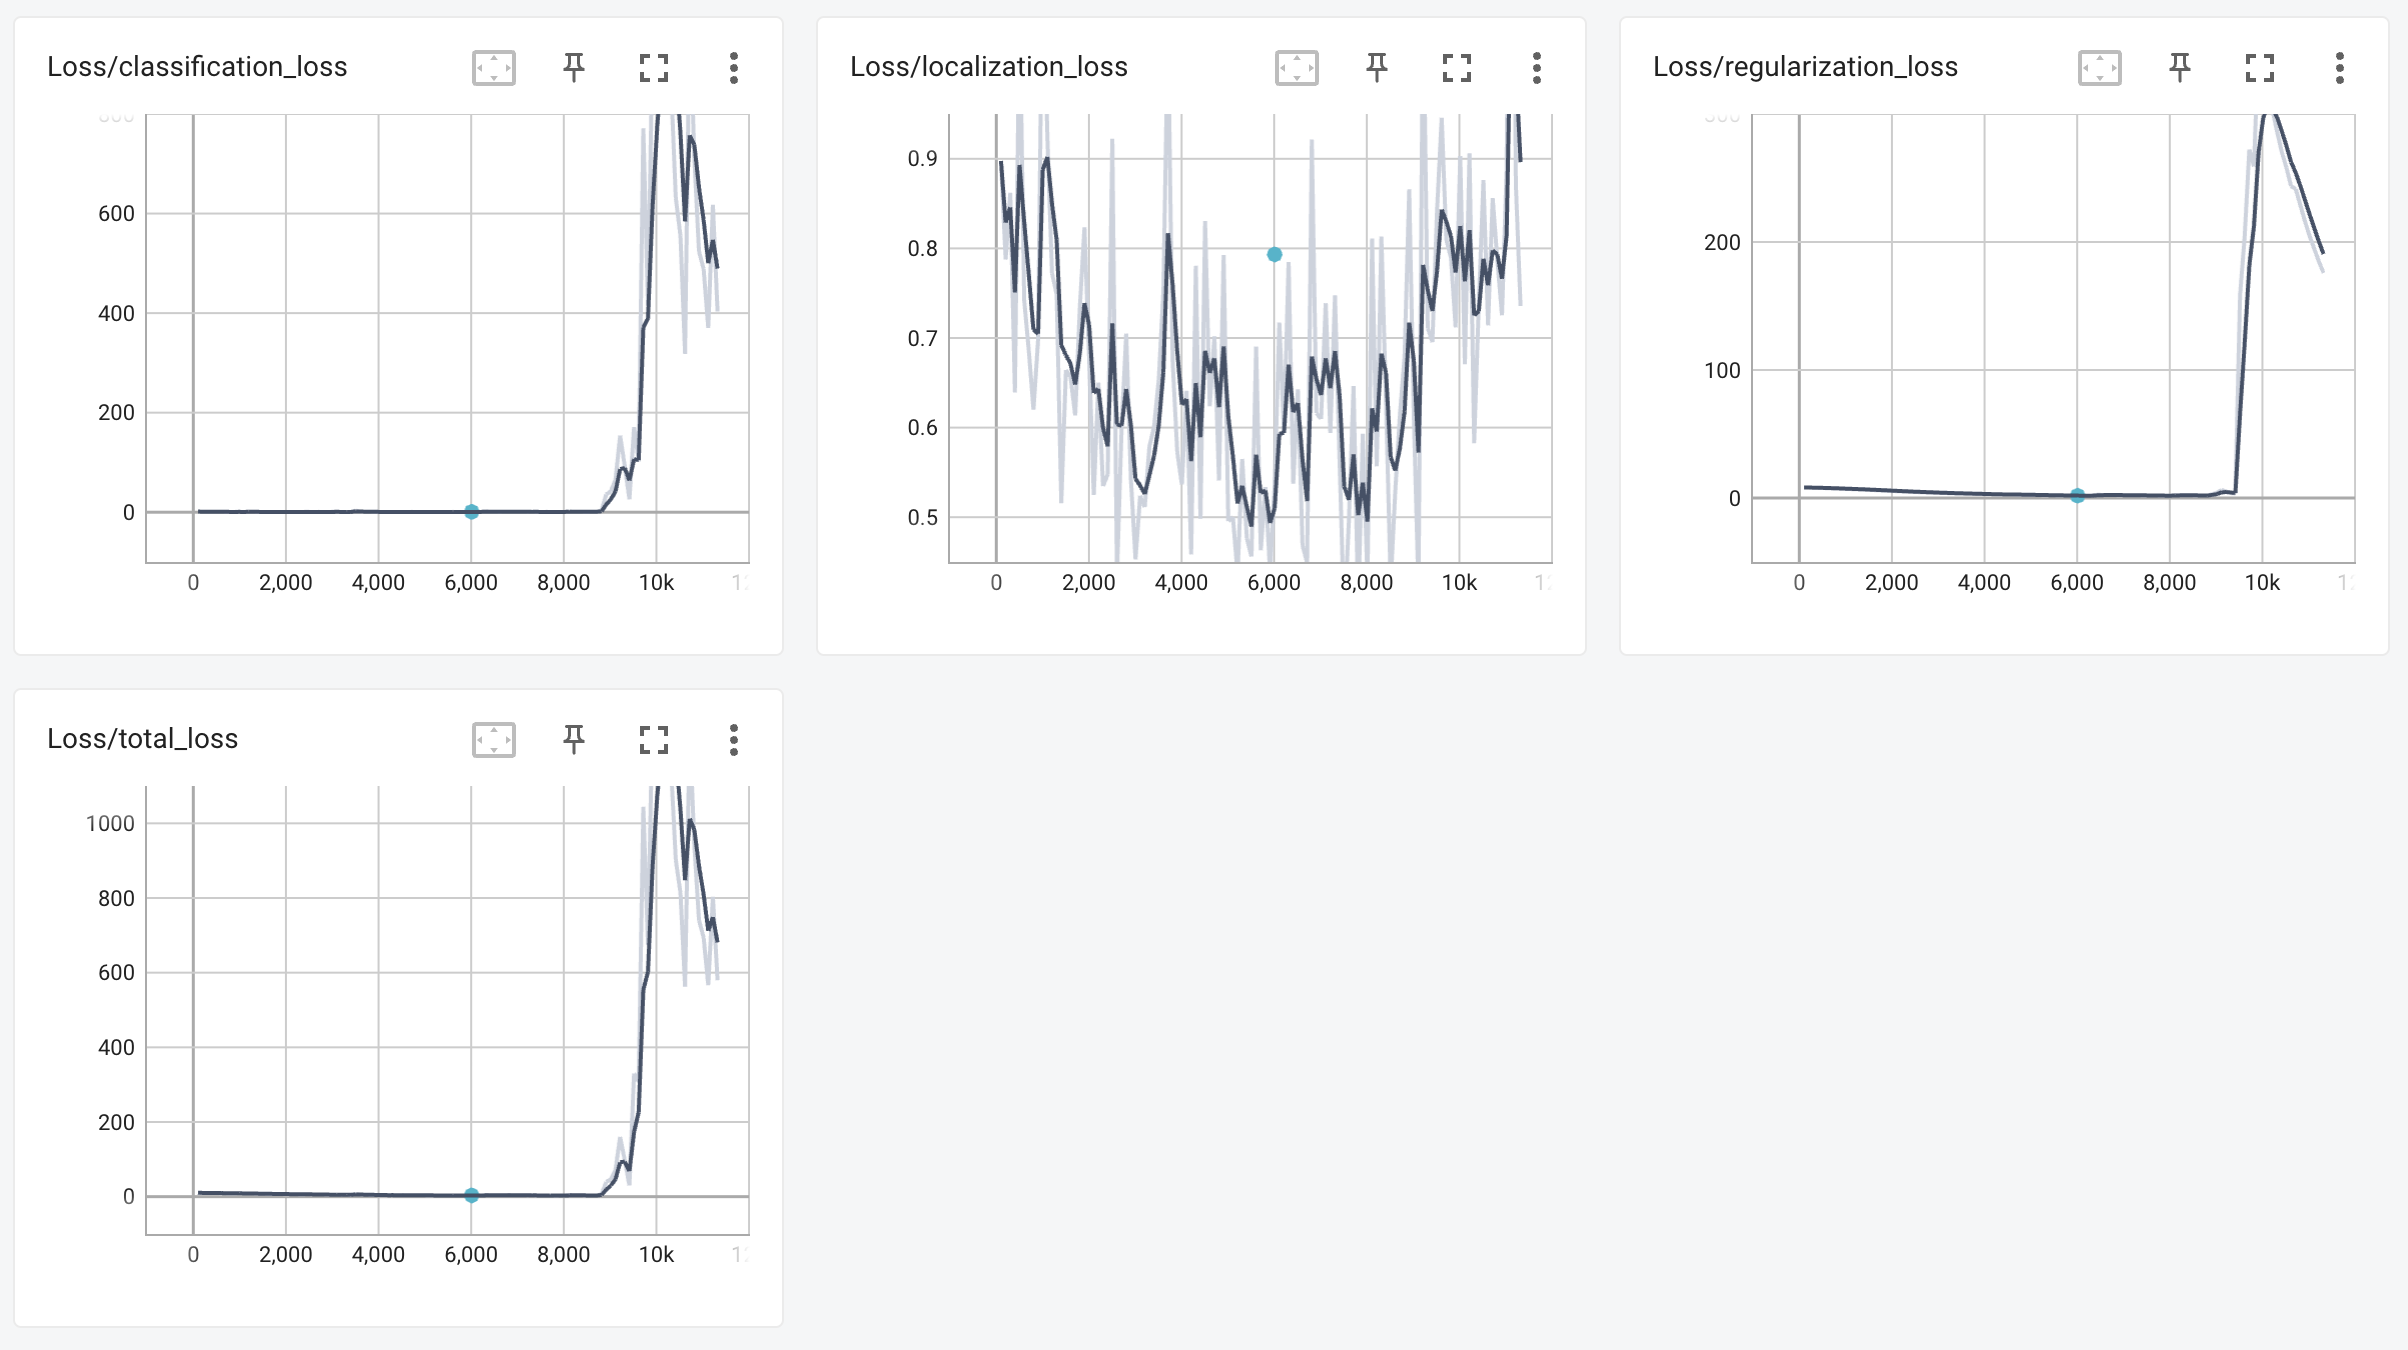 Loss/classification_loss
600
400
200
0
0 2,000 4,000 6,000 8,000 10k
Loss/localization_loss
0.9
0.8
0.7
0.6
0.5
0 2,000 4,000 6,000 8,000 10k
Loss/regularization_loss
200
100
0
0 2,000 4,000 6,000 8,000 10k
Loss/total_loss
1000
800
600
400
200
0
0 2,000 4,000 6,000 8,000 10k